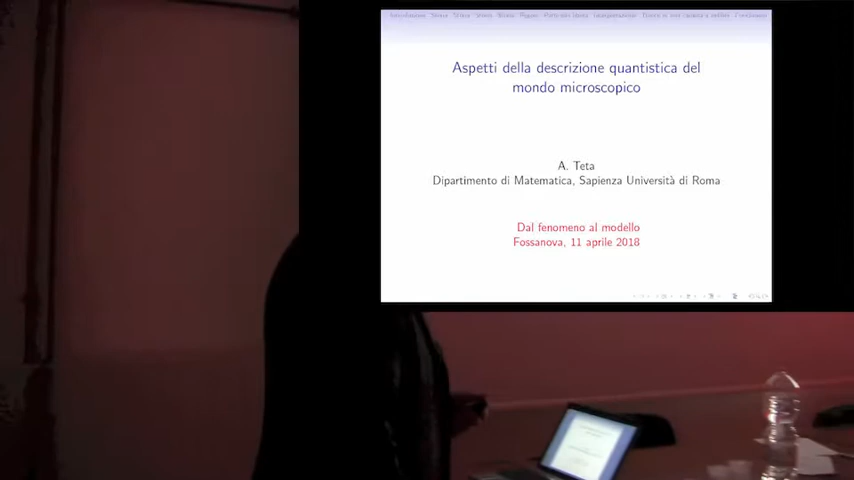 Aspetti della descrizione quantistica del
mondo microscopico
A. Teta
Dipartimento di Matematica, Sapienza Università di Roma
Dal fenomeno al modello
Fossanova, 11 aprile 2018